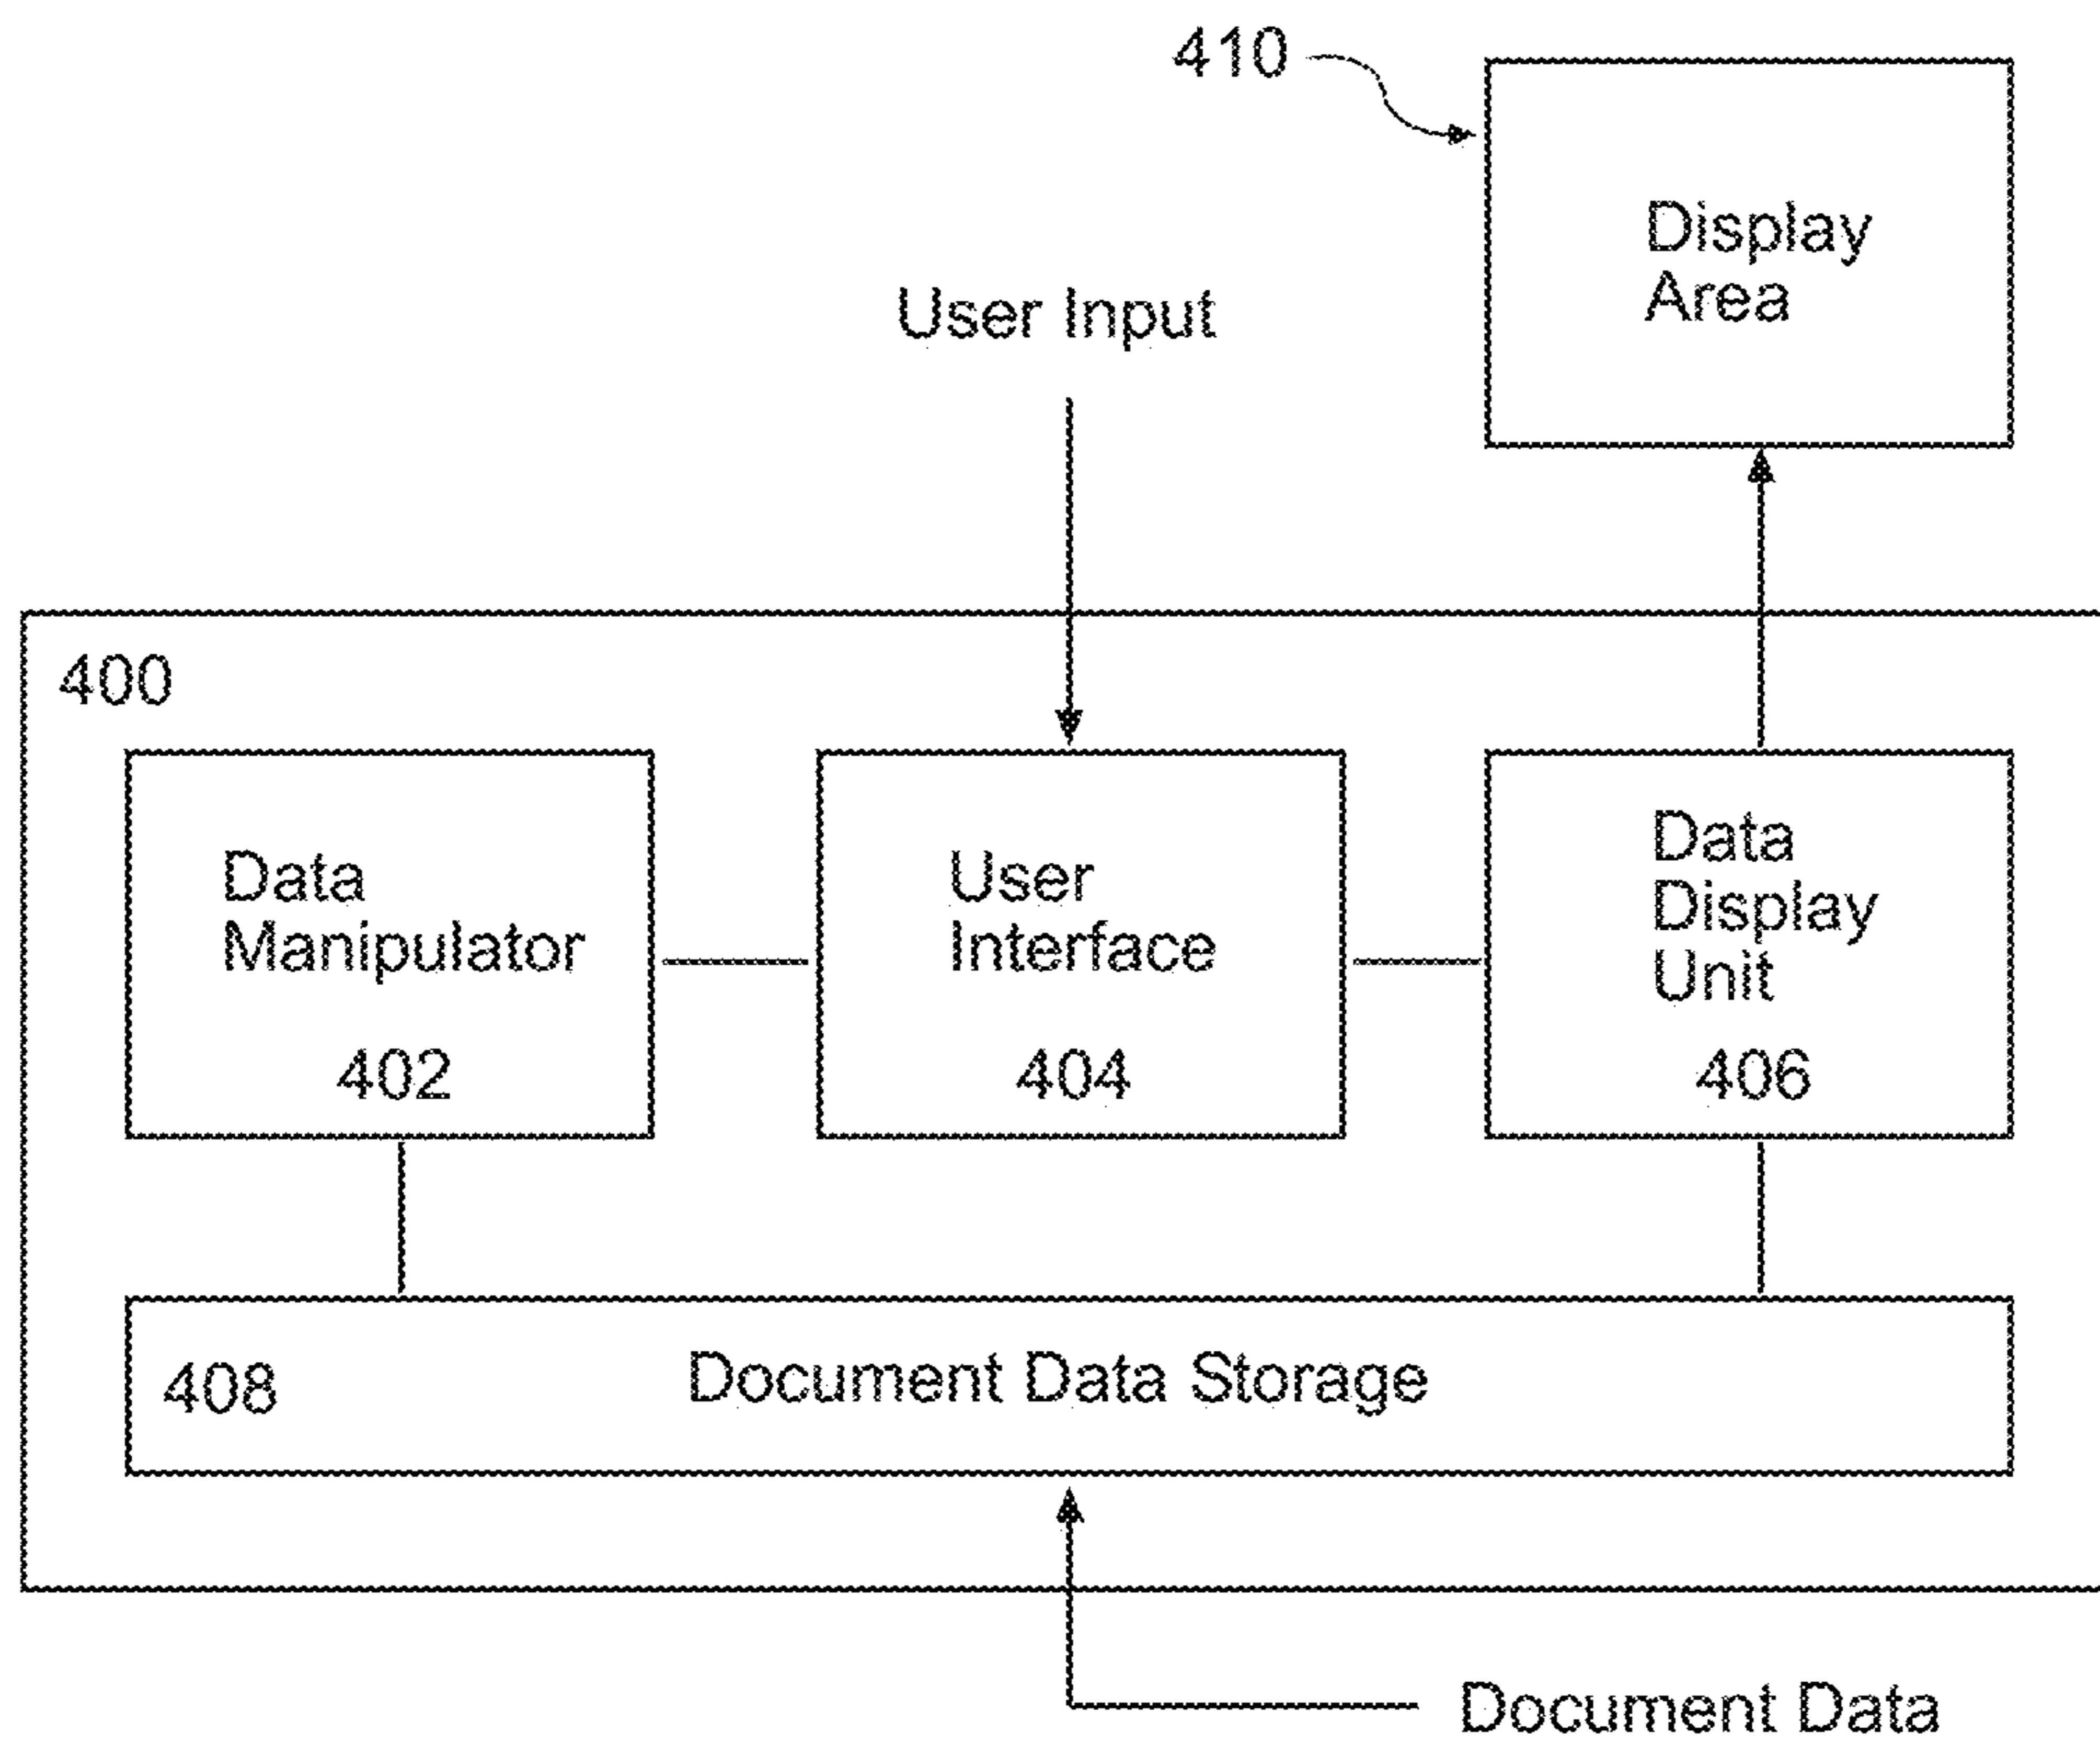 410
Display
Area
User Input
400
Data
Manipulator
402
User
Interface
404
Data
Display
Unit
406
408
Document Data Storage
Document Data